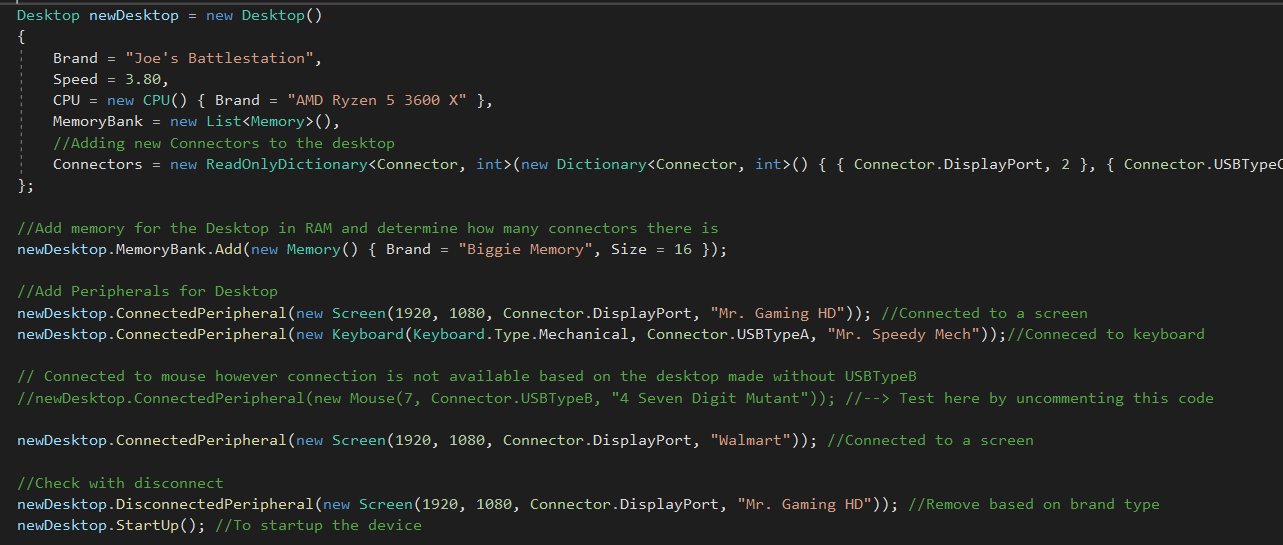 Desktop newDesktop = new Desktop()
{
Brand = "Joe's Battlestation",
Speed = 3.80,
CPU = new CPU() { Brand = "AMD Ryzen 5 3600 X" },
MemoryBank = new List<Memory>(),
//Adding new Connectors to the desktop
Connectors = new ReadOnlyDictionary<Connector, int>(new Dictionary<Connector, int>() { { Connector.DisplayPort, 2 }, { Connector.USBTypeC
};
//Add memory for the Desktop in RAM and determine how many connectors there is
newDesktop.MemoryBank.Add(new Memory() { Brand = "Biggie Memory", Size = 16 });
//Add Peripherals for Desktop
newDesktop.ConnectedPeripheral(new Screen(1920, 1080, Connector.DisplayPort, "Mr. Gaming HD")); //Connected to a screen
newDesktop.ConnectedPeripheral(new Keyboard(Keyboard.Type.Mechanical, Connector.USBTypeA, "Mr. Speedy Mech"));//Conneced to keyboard
// Connected to mouse however connection is not available based on the desktop made without USBTypeB
//newDesktop.ConnectedPeripheral(new Mouse(7, Connector.USBTypeB, "4 Seven Digit Mutant")); //--> Test here by uncommenting this code
newDesktop.ConnectedPeripheral(new Screen(1920, 1080, Connector.DisplayPort, "Walmart")); //Connected to a screen
//Check with disconnect
newDesktop.DisconnectedPeripheral(new Screen(1920, 1080, Connector.DisplayPort, "Mr. Gaming HD")); //Remove based on brand type
newDesktop.StartUp(); //To startup the device